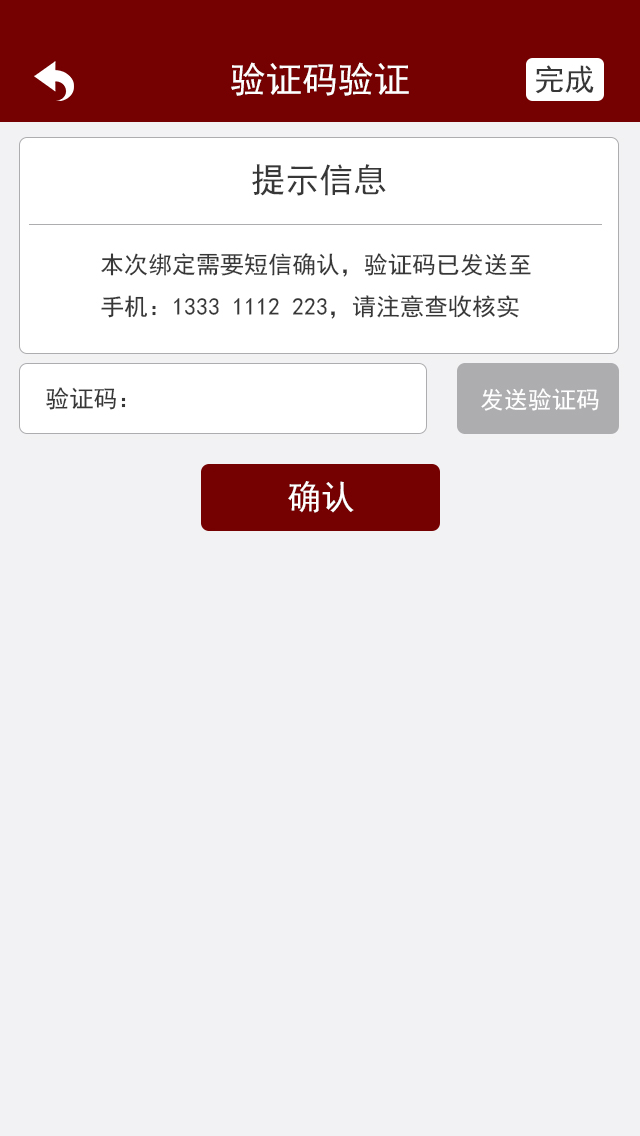 验证码验证
完成
提示信息
本次绑定需要短信确认，验证码已发送至
手机：1333 1112 223，请注意查收核实
验证码：
发送验证码
确认